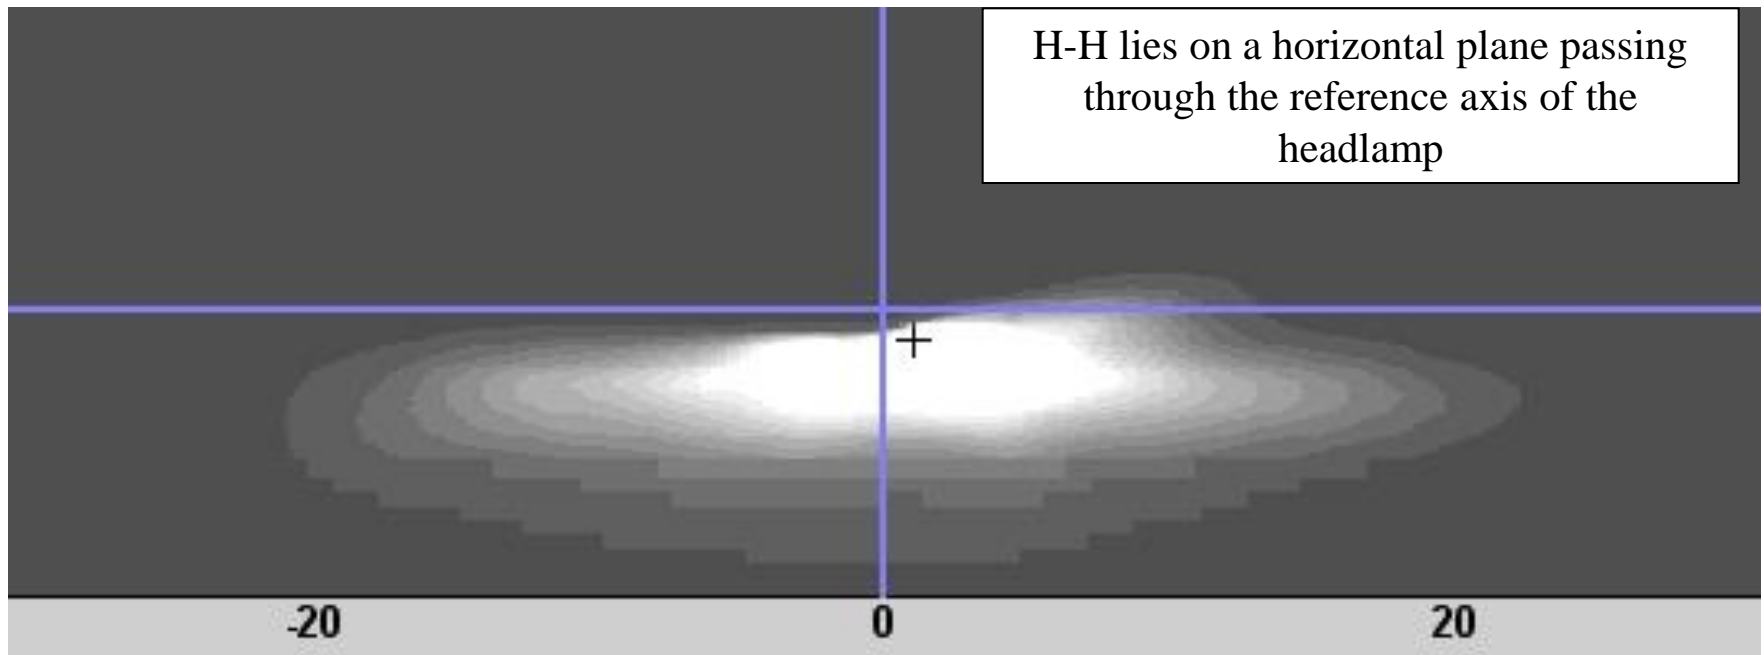 H-H lies on a horizontal plane passing
through the reference axis of the
headlamp
-20 0 20